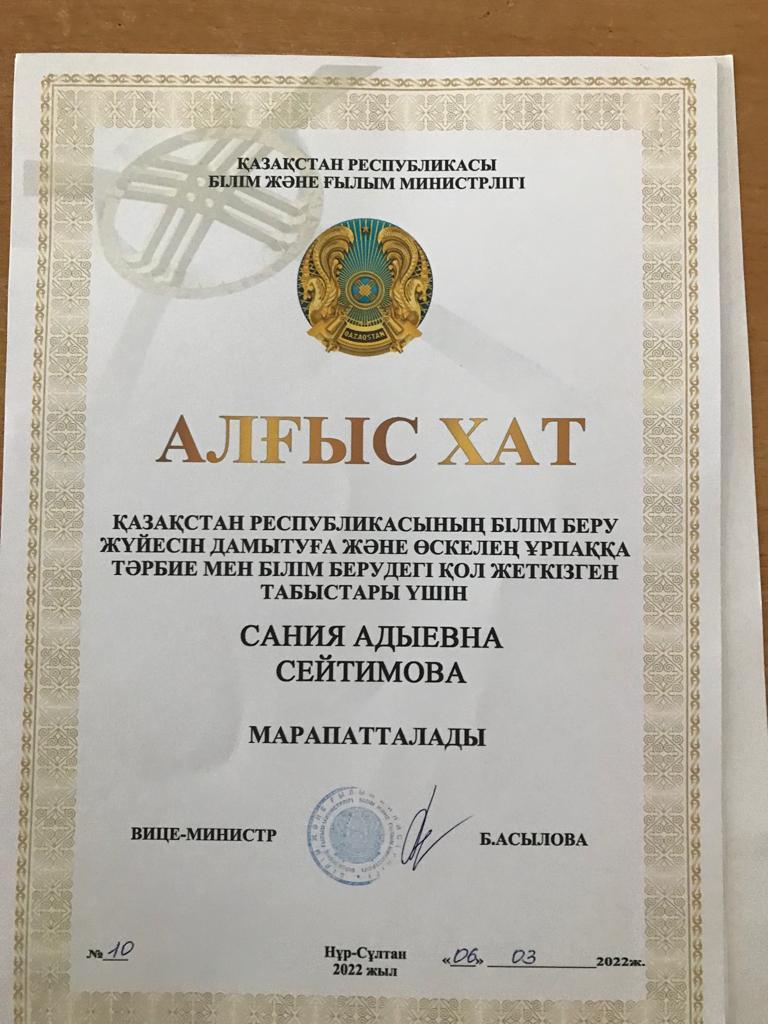 ҚАЗАҚСТАН РЕСПУБЛИКАСЫ
БІЛІМ ЖӘНЕ ҒЫЛЫМ МИНИСТРЛІГІ
QAZAQSTAN
АЛҒЫС ХАТ
ҚАЗАҚСТАН РЕСПУБЛИКАСЫНЫҢ БІЛІМ БЕРУ
ЖҮЙЕСІН ДАМЫТУҒА ЖӘНЕ ӨСКЕЛЕҢ ҰРПАҚҚА
ТӘРБИЕ МЕН БІЛІМ БЕРУДЕГІ ҚОЛ ЖЕТКІЗГЕН
ТАБЫСТАРЫ ҮШІН
САНИЯ АДЫЕВНА
СЕЙТИМОВА
МАРАПАТТАЛАДЫ
ВИЦЕ-МИНИСТР Б.АСЫЛОВА
№ 10 Нұр-Сұлтан «06» 03 2022ж.
2022 жыл